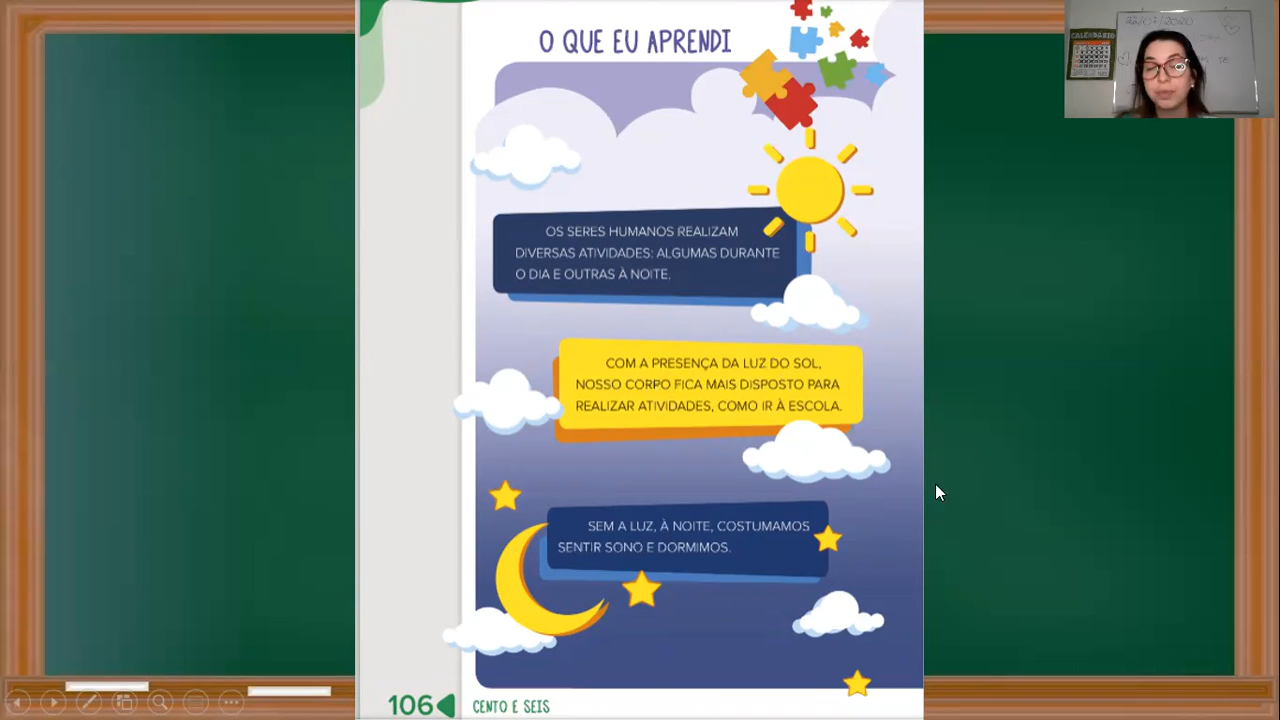 O QUE EU APRENDI
OS SERES HUMANOS REALIZAM
DIVERSAS ATIVIDADES: ALGUMAS DURANTE
O DIA E OUTRAS À NOITE.
COM A PRESENÇA DA LUZ DO SOL,
NOSSO CORPO FICA MAIS DISPOSTO PARA
REALIZAR ATIVIDADES, COMO IR À ESCOLA.
SEM A LUZ, À NOITE, COSTUMAMOS
SENTIR SONO E DORMIMOS.
106
CENTO E SEIS
CALENDÁRIO